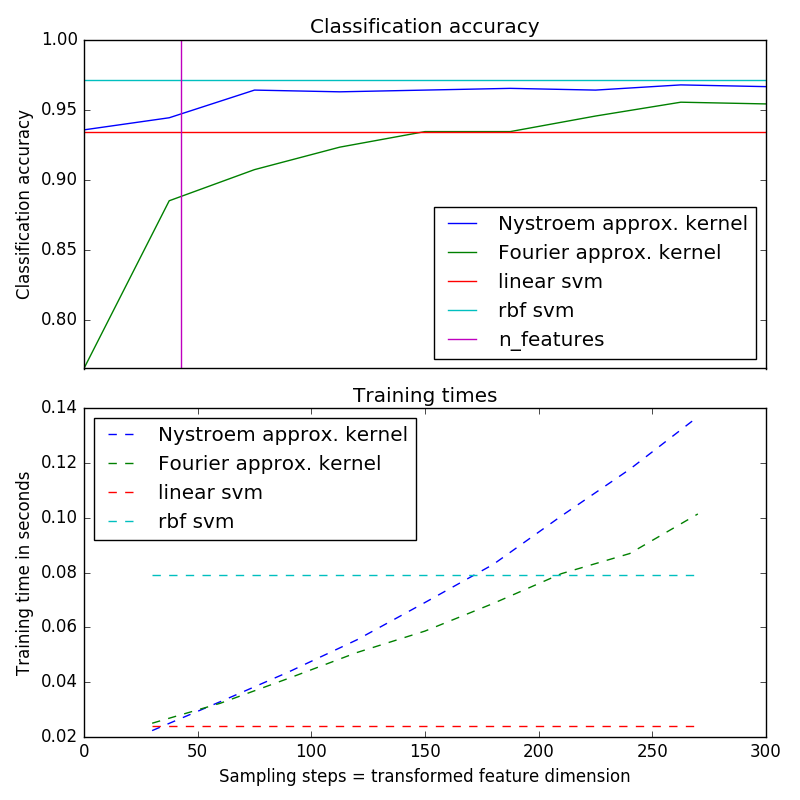 Classification accuracy
1.00
0.95
0.90
0.85
0.80
Classification accuracy
Nystroem approx. kernel
Fourier approx. kernel
linear svm
rbf svm
n_features
Training times
0.14
0.12
0.10
0.08
0.06
0.04
0.02
Training time in seconds
Nystroem approx. kernel
Fourier approx. kernel
linear svm
rbf svm
0 50 100 150 200 250 300
Sampling steps = transformed feature dimension